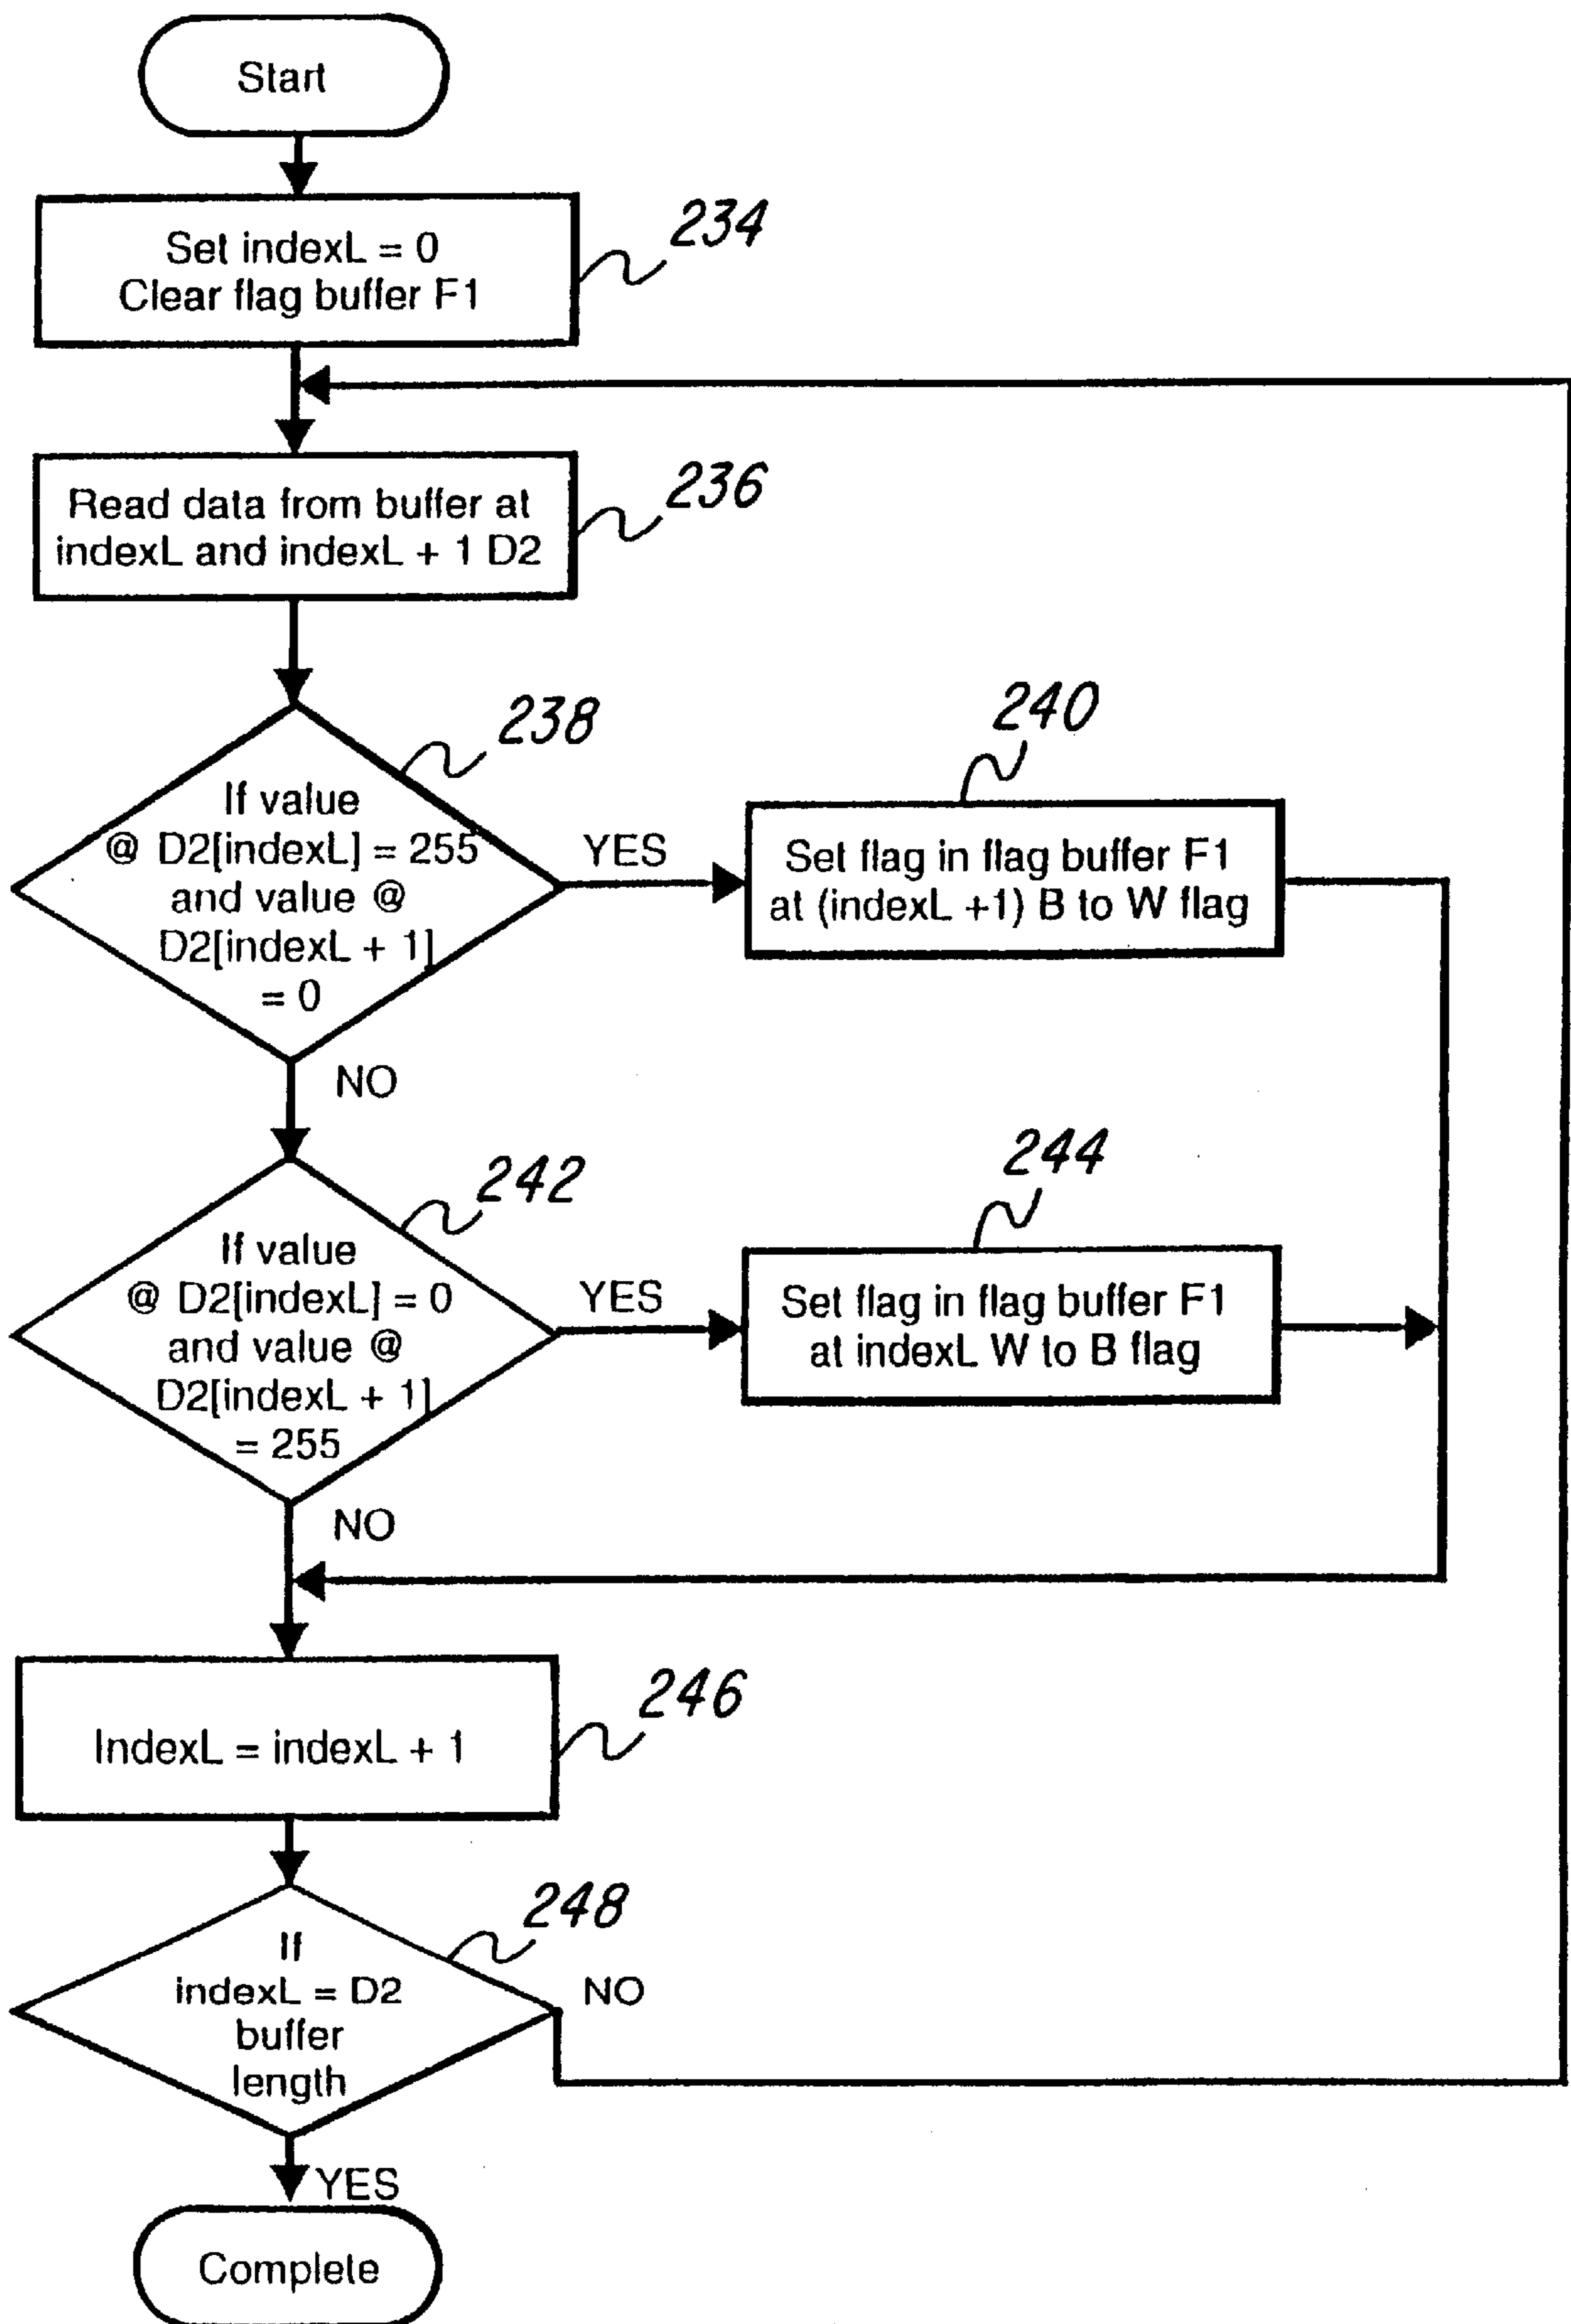 Start
Set indexL = 0
Clear flag buffer F1
234
Read data from buffer at
indexL and indexL + 1 D2
236
238
If value
@ D2[indexL] = 255
and value @
D2[indexL + 1]
= 0
YES
240
Set flag in flag buffer F1
at (indexL +1) B to W flag
NO
242
If value
@ D2[indexL] = 0
and value @
D2[indexL + 1]
= 255
YES
244
Set flag in flag buffer F1
at indexL W to B flag
NO
IndexL = indexL + 1
246
248
If
indexL = D2
buffer
length
NO
YES
Complete